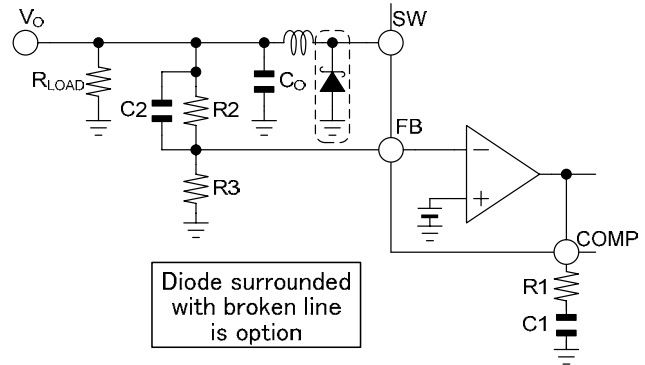 Vo
SW
RLOAD
C2
R2
Co
FB
R3
−
+
COMP
R1
C1
Diode surrounded
with broken line
is option